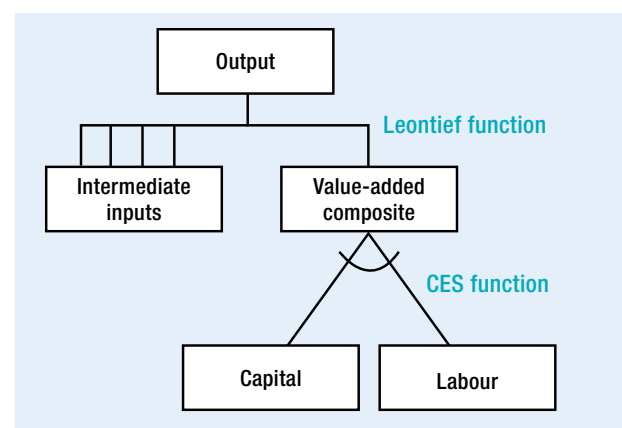 Output
Leontief function
Intermediate
inputs
Value-added
composite
CES function
Capital
Labour